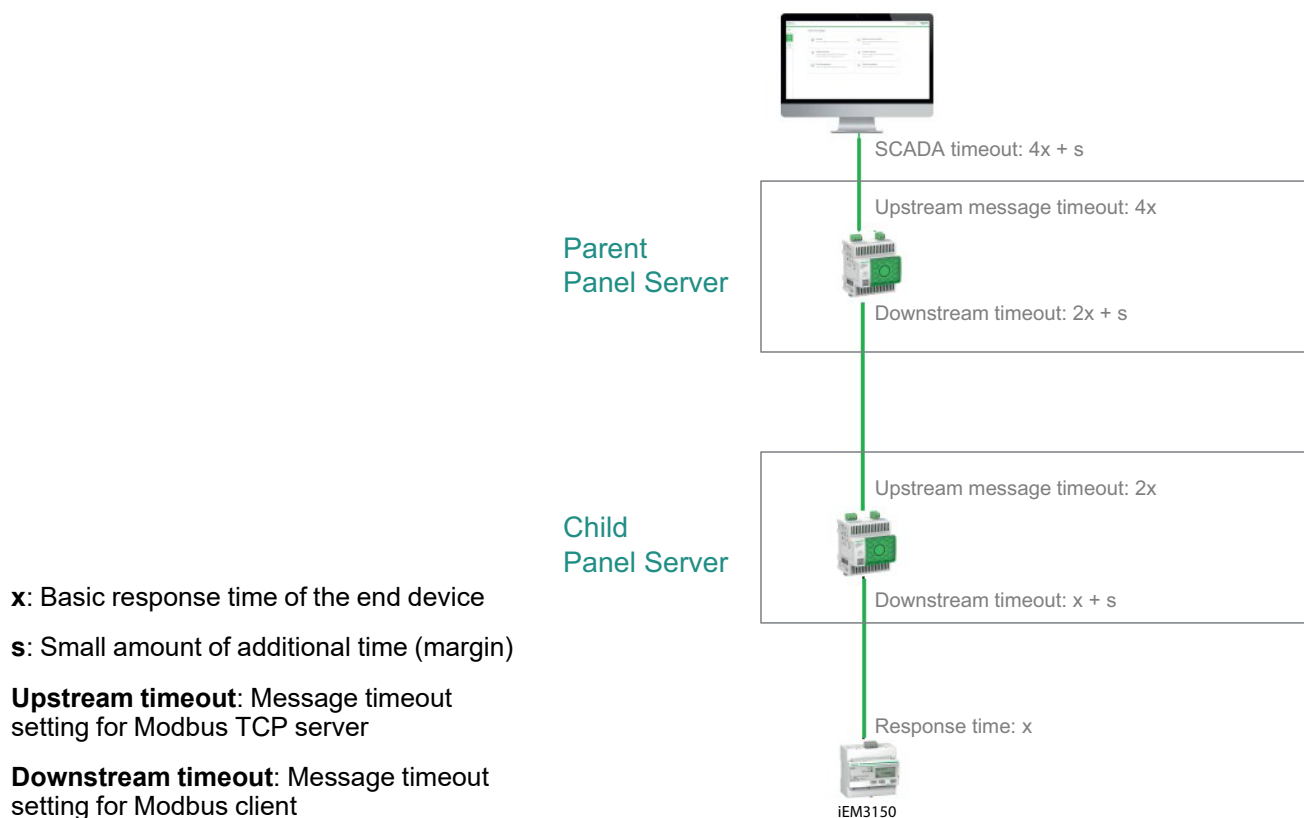 SCADA timeout: 4x + s
Upstream message timeout: 4x
Parent
Panel Server
Downstream timeout: 2x + s
Upstream message timeout: 2x
Child
Panel Server
Downstream timeout: x + s
x: Basic response time of the end device
s: Small amount of additional time (margin)
Upstream timeout: Message timeout
setting for Modbus TCP server
Downstream timeout: Message timeout
setting for Modbus client
Response time: x
iEM3150